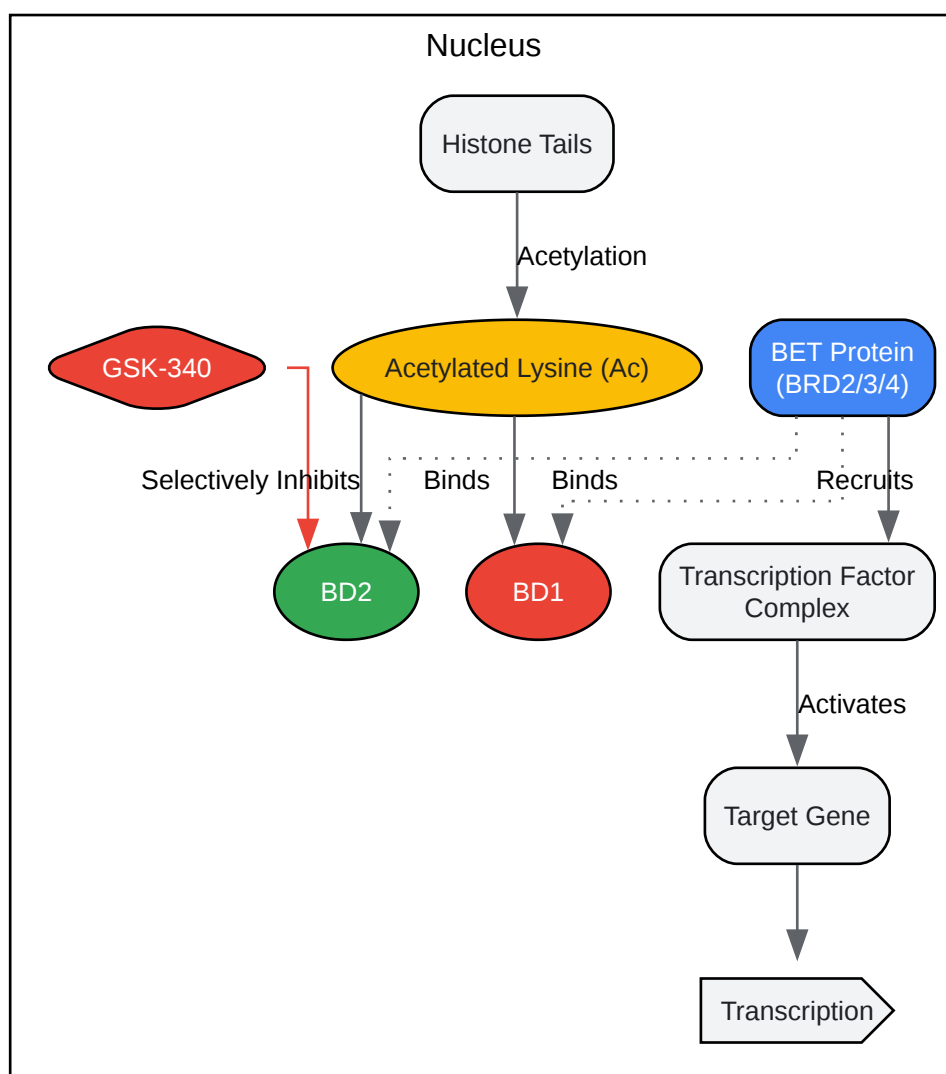 Nucleus
Histone Tails
Acetylation
GSK-340
Acetylated Lysine (Ac)
BET Protein
(BRD2/3/4)
Selectively Inhibits
Binds
Binds
Recruits
BD2
BD1
Transcription Factor
Complex
Activates
Target Gene
Transcription